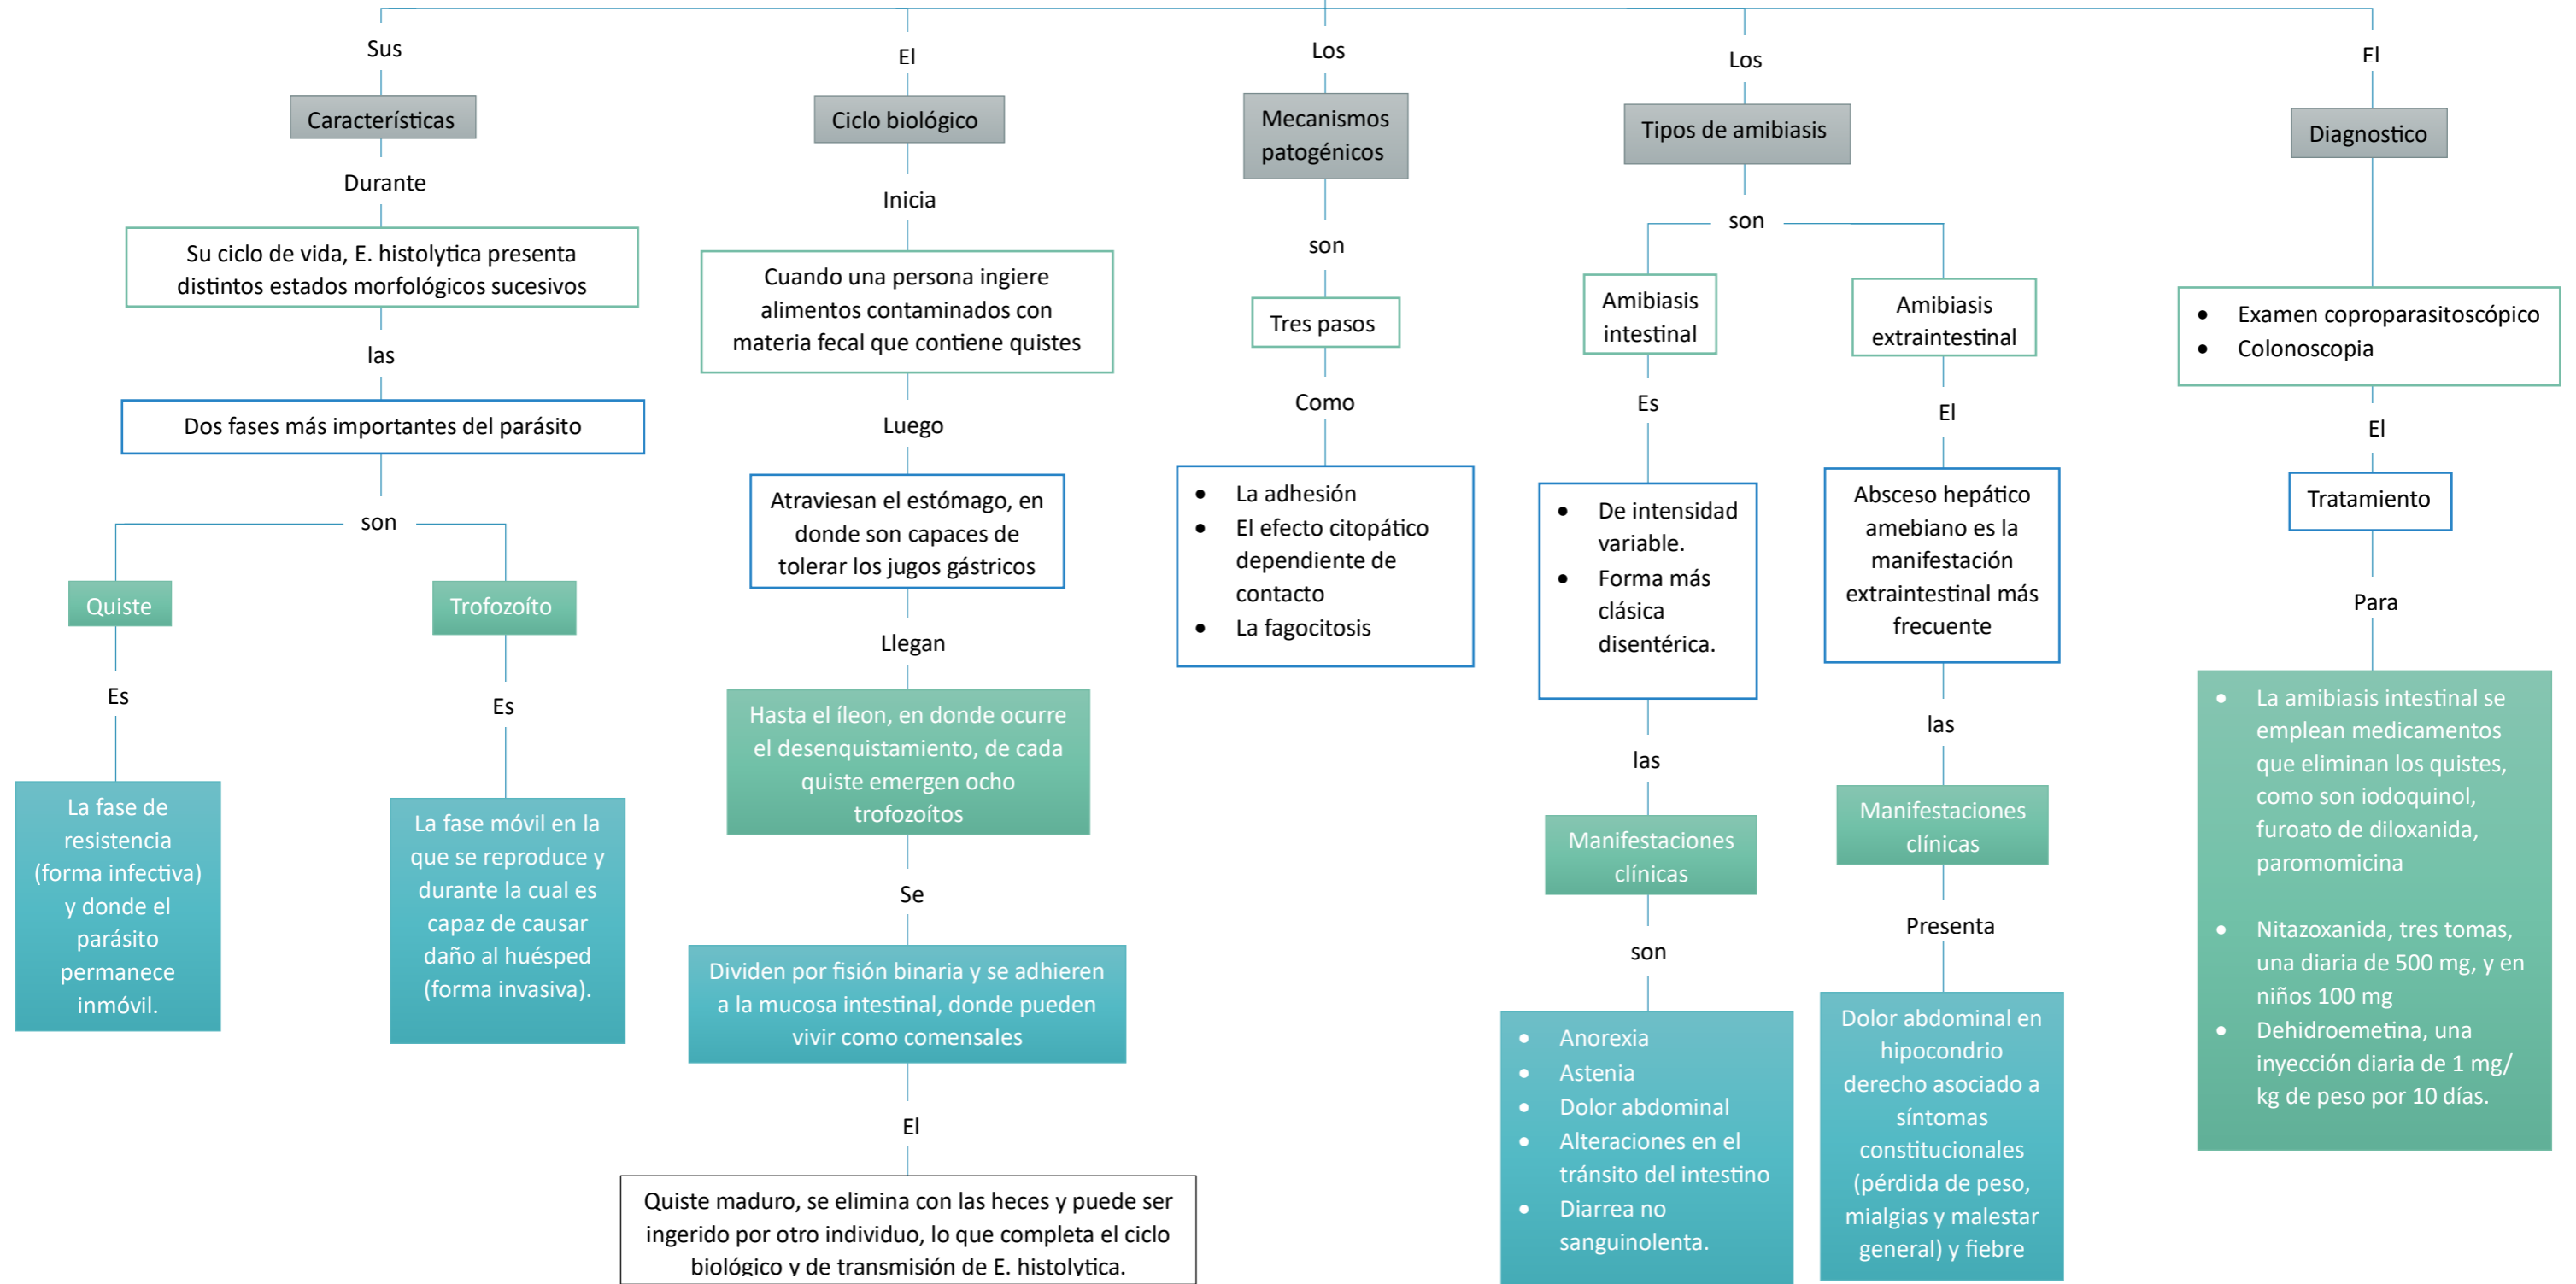 Sus
Características
Durante
Su ciclo de vida, E. histolytica presenta
distintos estados morfológicos sucesivos
las
Dos fases más importantes del parásito
son
Quiste
Es
La fase de
resistencia
(forma infectiva)
y donde el
parásito
permanece
inmóvil.
Trofozoíto
Es
La fase móvil en la
que se reproduce y
durante la cual es
capaz de causar
daño al huésped
(forma invasiva).
El
Ciclo biológico
Inicia
Cuando una persona ingiere
alimentos contaminados con
materia fecal que contiene quistes
Luego
Atraviesan el estómago, en
donde son capaces de
tolerar los jugos gástricos
Llegan
Hasta el íleon, en donde ocurre
el desenquistamiento, de cada
quiste emergen ocho
trofozoítos
Se
Dividen por fisión binaria y se adhieren
a la mucosa intestinal, donde pueden
vivir como comensales
El
Quiste maduro, se elimina con las heces y puede ser
ingerido por otro individuo, lo que completa el ciclo
biológico y de transmisión de E. histolytica.
Los
Mecanismos
patogénicos
son
Tres pasos
Como
• La adhesión
• El efecto citopático
dependiente de
contacto
• La fagocitosis
Los
Tipos de amibiasis
son
Amibiasis
intestinal
Es
• De intensidad
variable.
• Forma más
clásica
disentérica.
las
Manifestaciones
clínicas
son
• Anorexia
• Astenia
• Dolor abdominal
• Alteraciones en el
tránsito del intestino
• Diarrea no
sanguinolenta.
Amibiasis
extraintestinal
El
Absceso hepático
amebiano es la
manifestación
extraintestinal más
frecuente
las
Manifestaciones
clínicas
Presenta
Dolor abdominal en
hipocondrio
derecho asociado a
síntomas
constitucionales
(pérdida de peso,
mialgias y malestar
general) y fiebre
El
Diagnostico
• Examen coproparasitoscópico
• Colonoscopia
El
Tratamiento
Para
• La amibiasis intestinal se
emplean medicamentos
que eliminan los quistes,
como son iodoquinol,
furoato de diloxanida,
paromomicina
• Nitazoxanida, tres tomas,
una diaria de 500 mg, y en
niños 100 mg
• Dehidroemetina, una
inyección diaria de 1 mg/
kg de peso por 10 días.